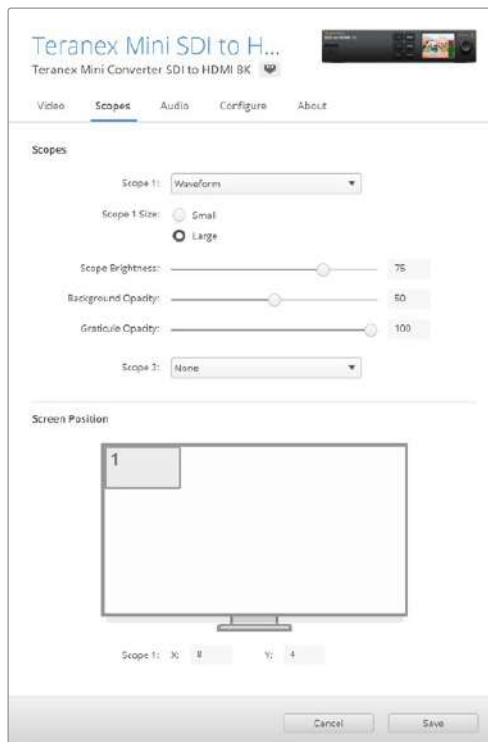 Teranex Mini SDI to H...
Teranex Mini Converter SDI to HDMI 8K
Video Scopes Audio Configure About
Scopes
Scope 1: Waveform
Scope 1 Size: Small
Large
Scope Brightness: 75
Background Opacity: 50
Graticule Opacity: 100
Scope 2: None
Screen Position
1
Scope 1: X: 8 Y: 4
Cancel Save